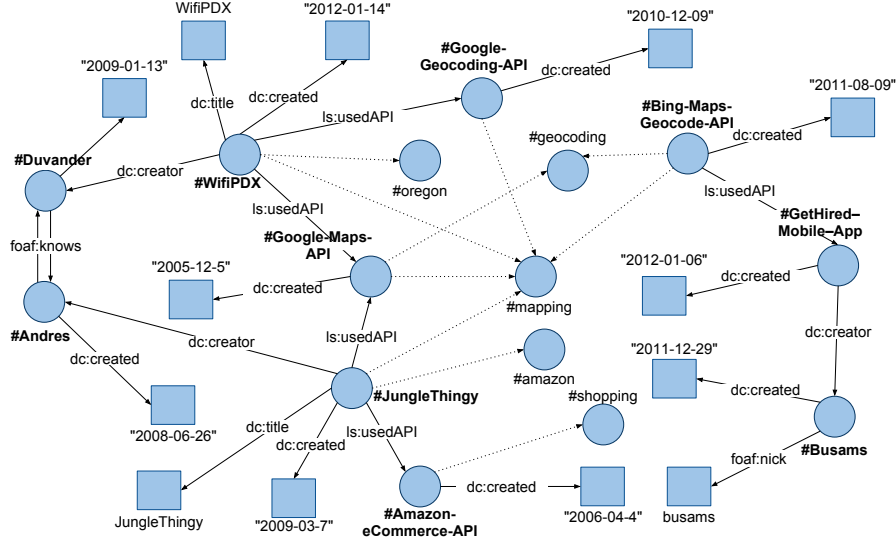 WifiPDX
"2012-01-14"
"2010-12-09"
#Google-
Geocoding-API
"2009-01-13"
dc:title
dc:created
dc:created
ls:usedAPI
"2011-08-09"
#Bing-Maps-
Geocode-API
dc:created
#geocoding
#Duvander
dc:creator
#WifiPDX
#oregon
ls:usedAPI
ls:usedAPI
#GetHired–
Mobile–App
foaf:knows
#Google-Maps-
API
"2005-12-5"
dc:created
"2012-01-06"
dc:created
#mapping
#Andres
dc:creator
ls:usedAPI
dc:creator
dc:created
"2011-12-29"
#amazon
#JungleThingy
#shopping
dc:created
"2008-06-26"
dc:title
dc:created
ls:usedAPI
#Busams
foaf:nick
dc:created
JungleThingy
"2009-03-7"
#Amazon-
eCommerce-API
"2006-04-4"
busams